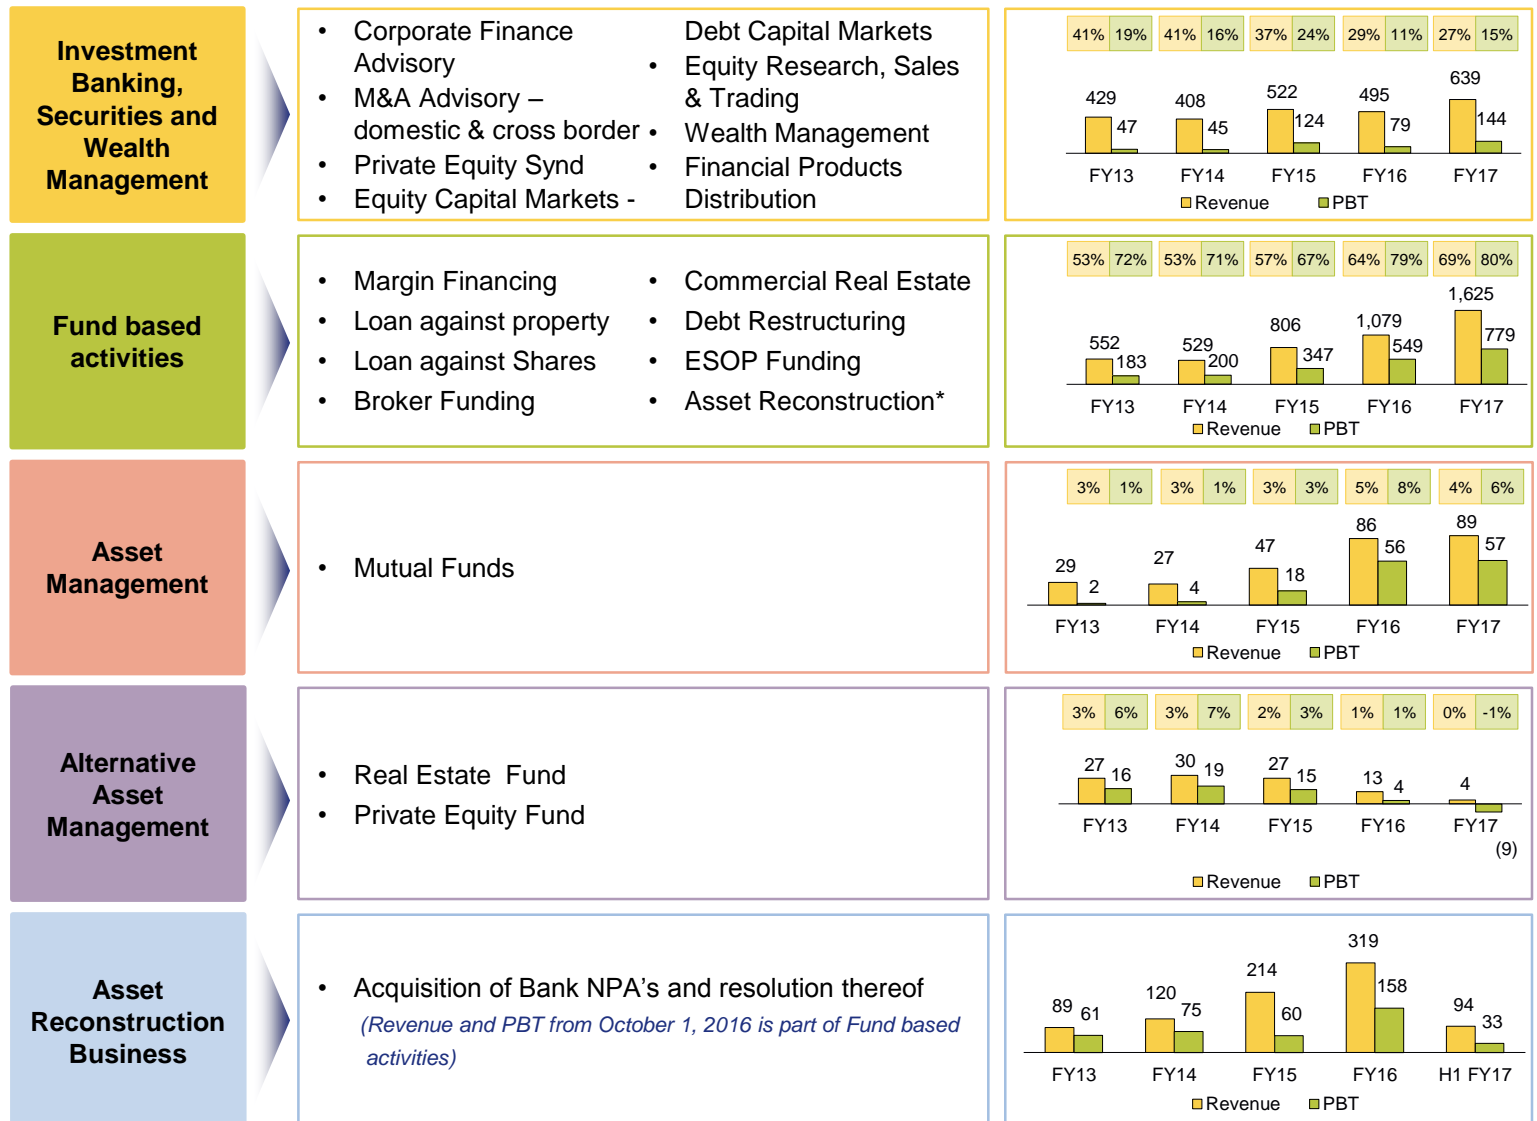 Investment
Banking,
Securities and
Wealth
Management
• Corporate Finance
Advisory
• M&A Advisory –
domestic & cross border
• Private Equity Synd
• Equity Capital Markets -
Debt Capital Markets
• Equity Research, Sales
& Trading
• Wealth Management
• Financial Products
Distribution
41% 19% 41% 16% 37% 24% 29% 11% 27% 15%
429 47 408 45 522 124 495 79 639 144
FY13 FY14 FY15 FY16 FY17
Revenue PBT
Fund based
activities
• Margin Financing
• Loan against property
• Loan against Shares
• Broker Funding
• Commercial Real Estate
• Debt Restructuring
• ESOP Funding
• Asset Reconstruction*
53% 72% 53% 71% 57% 67% 64% 79% 69% 80%
552 183 529 200 806 347 1,079 549 1,625 779
FY13 FY14 FY15 FY16 FY17
Revenue PBT
Asset
Management
• Mutual Funds
3% 1% 3% 1% 3% 3% 5% 8% 4% 6%
29 2 27 4 47 18 86 56 89 57
FY13 FY14 FY15 FY16 FY17
Revenue PBT
Alternative
Asset
Management
• Real Estate Fund
• Private Equity Fund
3% 6% 3% 7% 2% 3% 1% 1% 0% -1%
27 16 30 19 27 15 13 4 4
FY13 FY14 FY15 FY16 FY17
(9)
Revenue PBT
Asset
Reconstruction
Business
• Acquisition of Bank NPA's and resolution thereof
(Revenue and PBT from October 1, 2016 is part of Fund based
activities)
89 61 120 75 214 60 319 158 94 33
FY13 FY14 FY15 FY16 H1 FY17
Revenue PBT